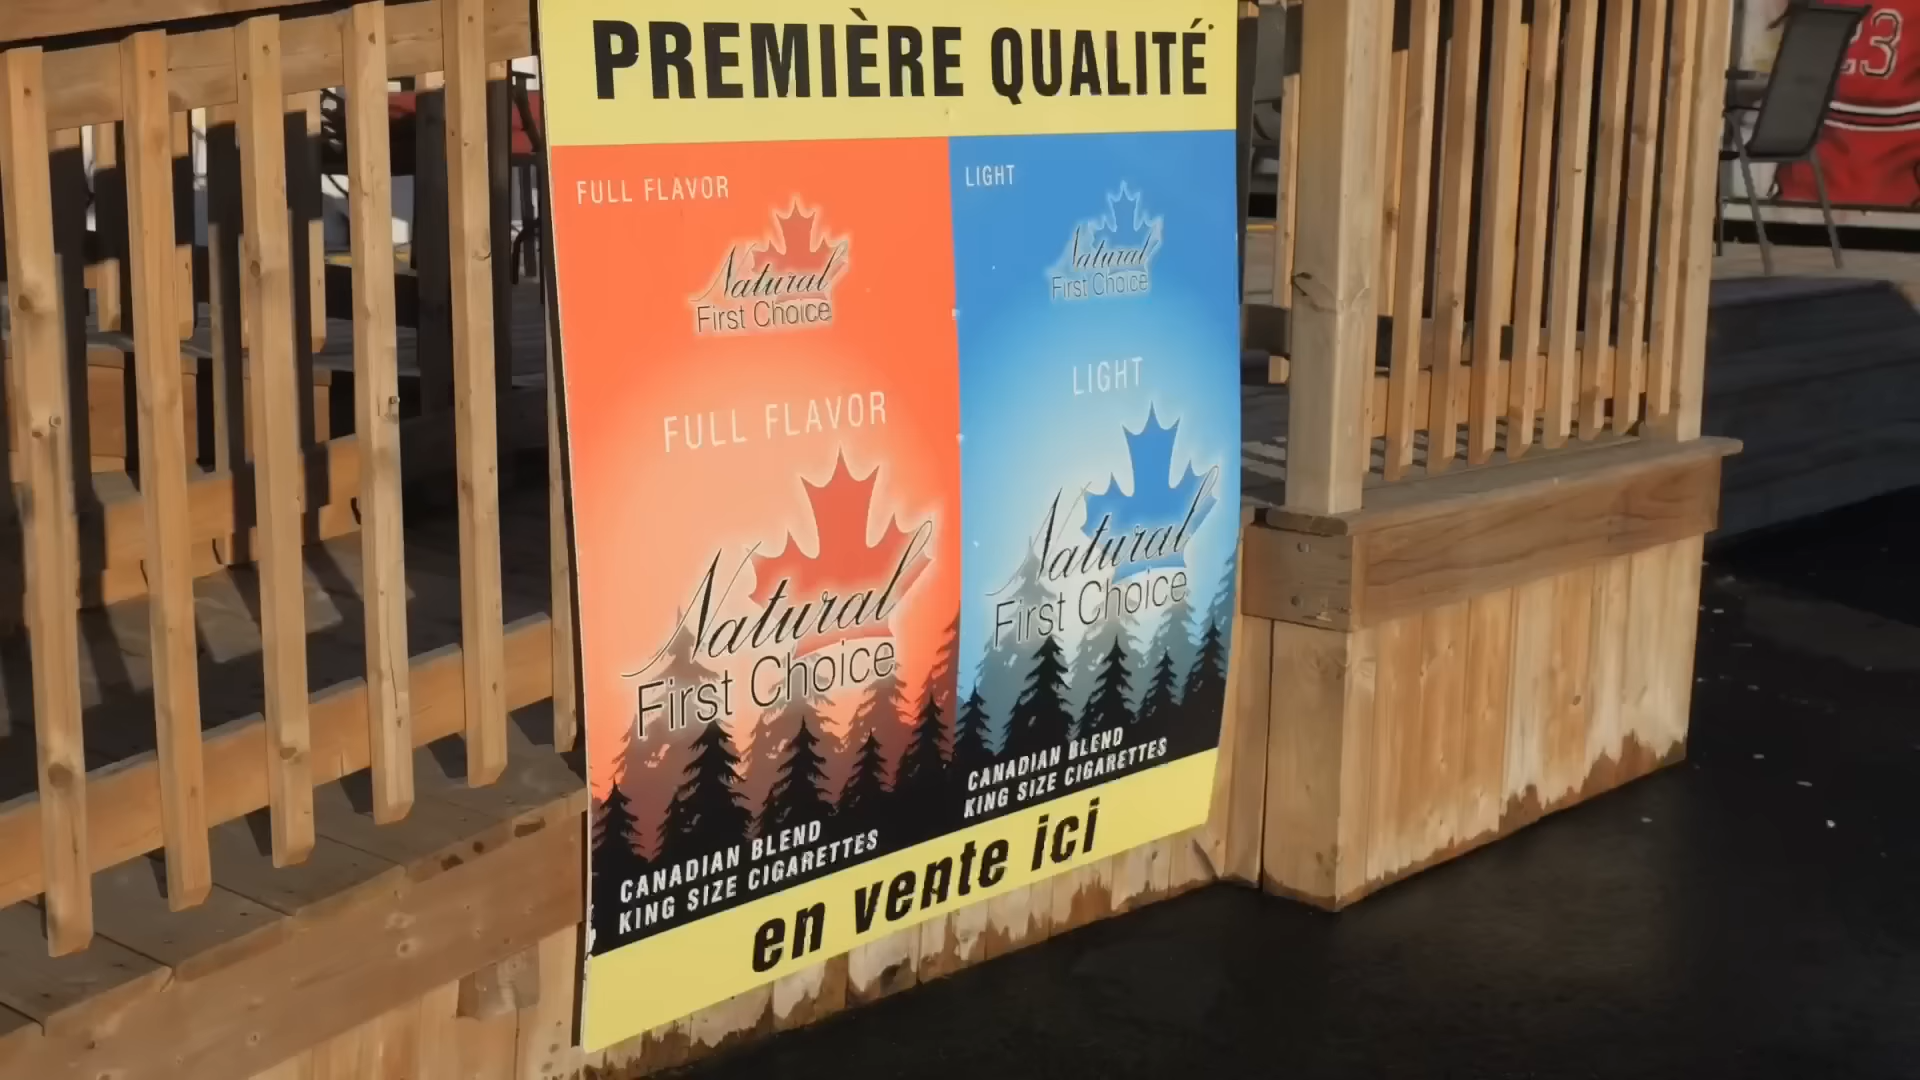 PREMIÈRE QUALITÉ
FULL FLAVOR
Natural
First Choice
FULL FLAVOR
Natural
First Choice
CANADIAN BLEND
KING SIZE CIGARETTES
LIGHT
Natural
First Choice
LIGHT
Natural
First Choice
CANADIAN BLEND
KING SIZE CIGARETTES
en vente ici
23